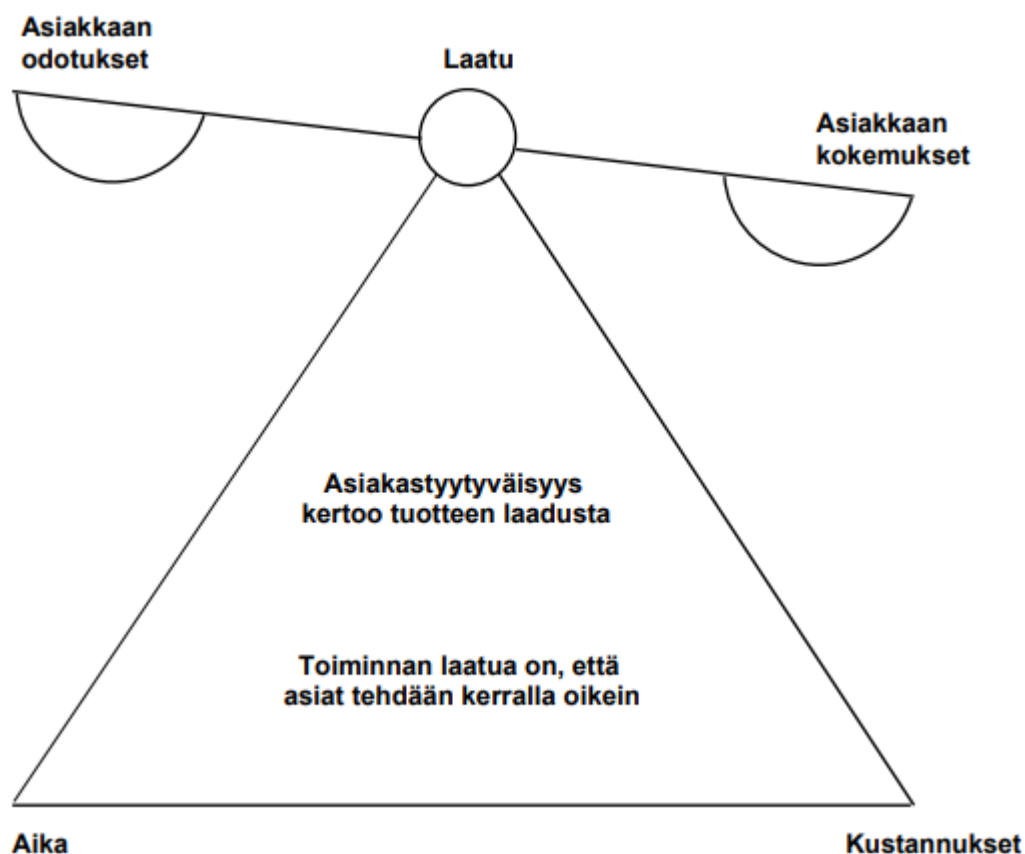 Asiakkaan
odotukset
Laatu
Asiakkaan
kokemukset
Asiakastyytyväisyys
kertoo tuotteen laadusta
Toiminnan laatua on, että
asiat tehdään kerralla oikein
Aika
Kustannukset